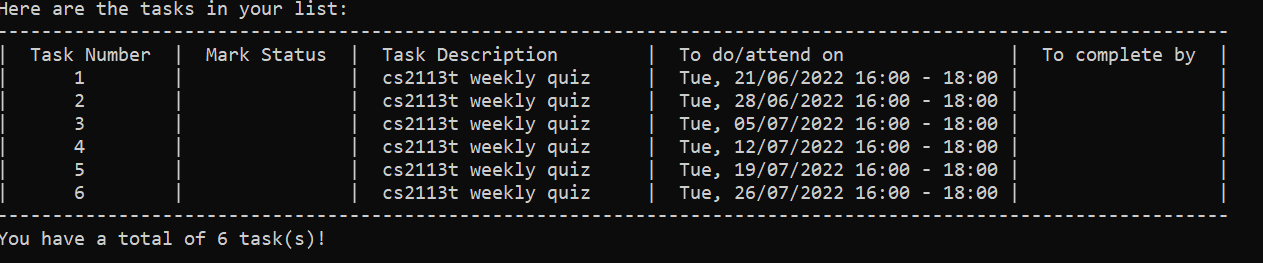 Here are the tasks in your list:
----------------------------------------------------------------------------------------------------------------
|  Task Number  |  Mark Status  |  Task Description        |  To do/attend on               |  To complete by  |
|      1        |               |  cs2113t weekly quiz     |  Tue, 21/06/2022 16:00 - 18:00 |                  |
|      2        |               |  cs2113t weekly quiz     |  Tue, 28/06/2022 16:00 - 18:00 |                  |
|      3        |               |  cs2113t weekly quiz     |  Tue, 05/07/2022 16:00 - 18:00 |                  |
|      4        |               |  cs2113t weekly quiz     |  Tue, 12/07/2022 16:00 - 18:00 |                  |
|      5        |               |  cs2113t weekly quiz     |  Tue, 19/07/2022 16:00 - 18:00 |                  |
|      6        |               |  cs2113t weekly quiz     |  Tue, 26/07/2022 16:00 - 18:00 |                  |
----------------------------------------------------------------------------------------------------------------
You have a total of 6 task(s)!